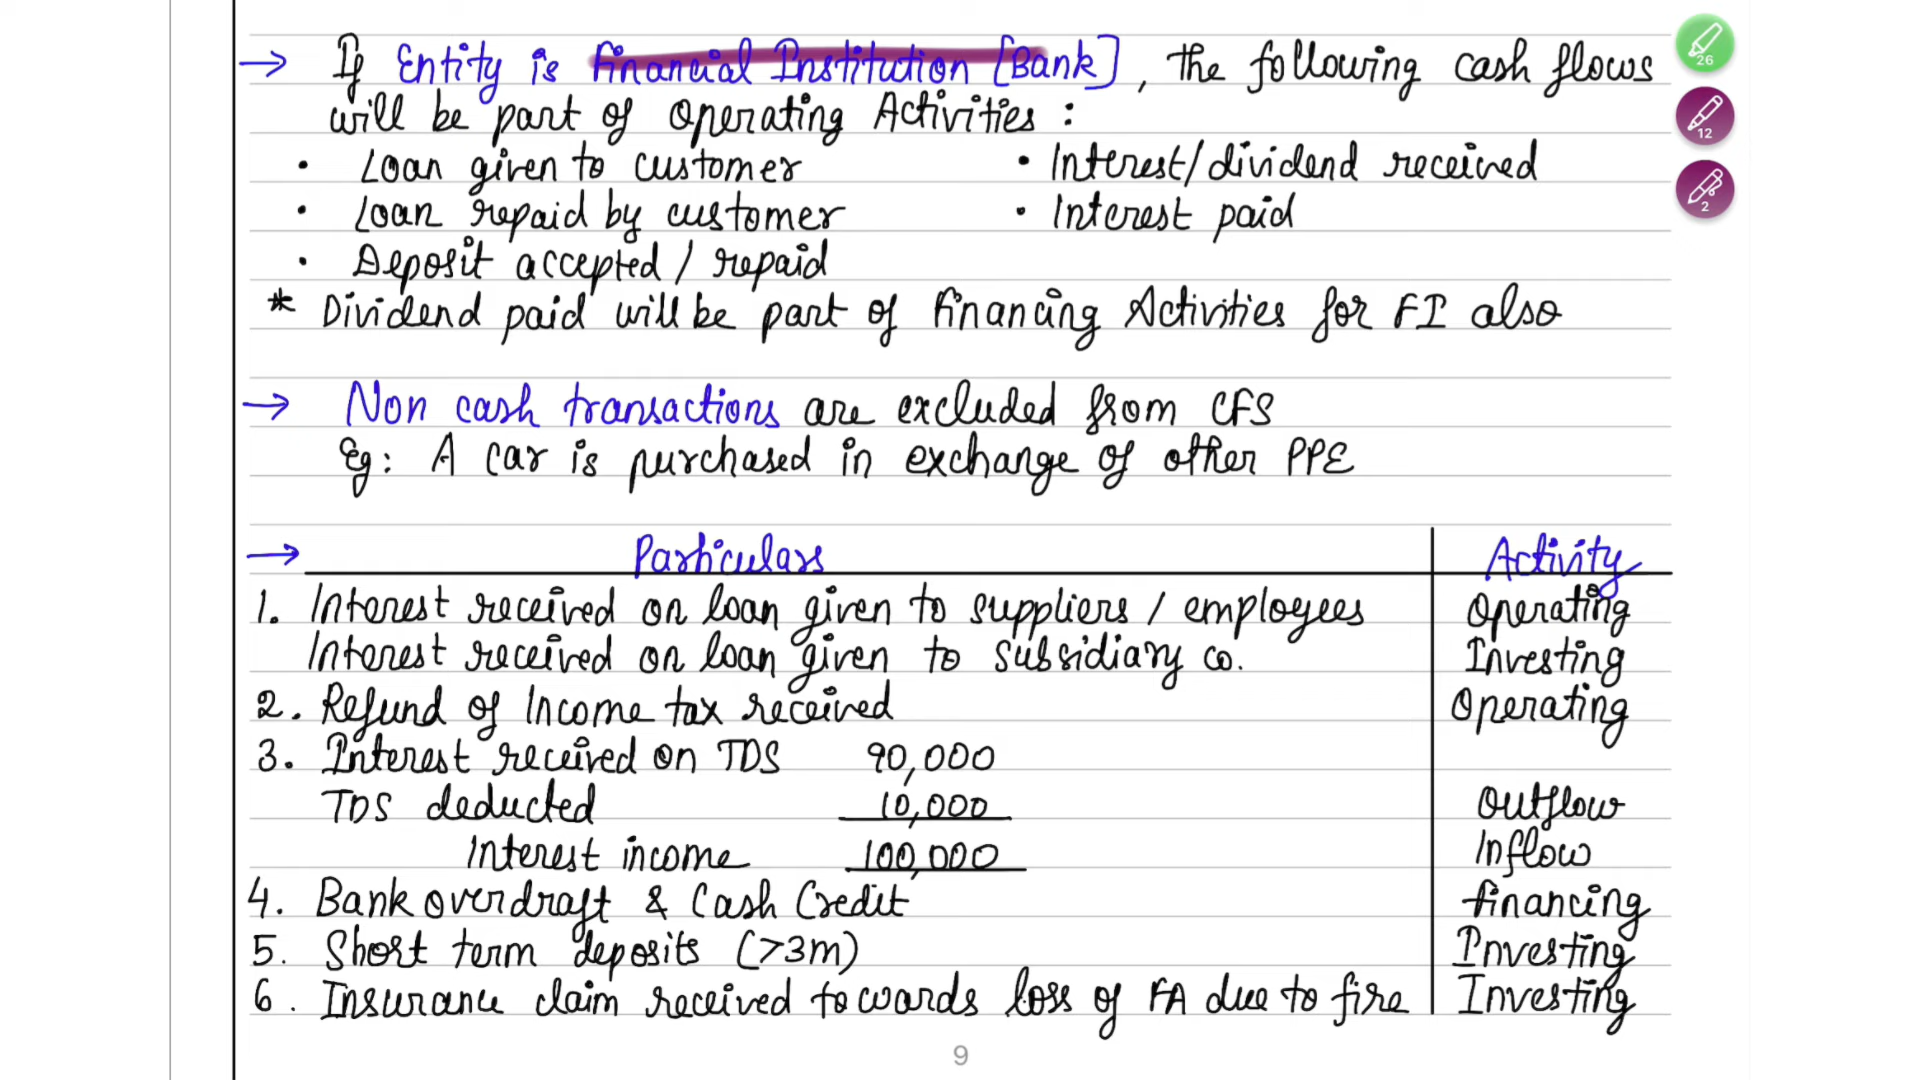 → If Entity is Financial Institution [Bank], the following cash flows
will be part of Operating Activities :
• Loan given to customer • Interest/dividend received
• Loan repaid by customer • Interest paid
• Deposit accepted / repaid
* Dividend paid will be part of Financing Activities for FI also
→ Non cash transactions are excluded from CFS
Eg: A car is purchased in exchange of other PPE
→ Particulars Activity
1. Interest received on loan given to suppliers / employees Operating
Interest received on loan given to subsidiary co. Investing
2. Refund of Income tax received Operating
3. Interest received on TDS 90,000
TDS deducted 10,000 Outflow
Interest income 100,000 Inflow
4. Bank overdraft & Cash Credit financing
5. Short term deposits (>3m) Investing
6. Insurance claim received towards loss of FA due to fire Investing
9
26
12
2